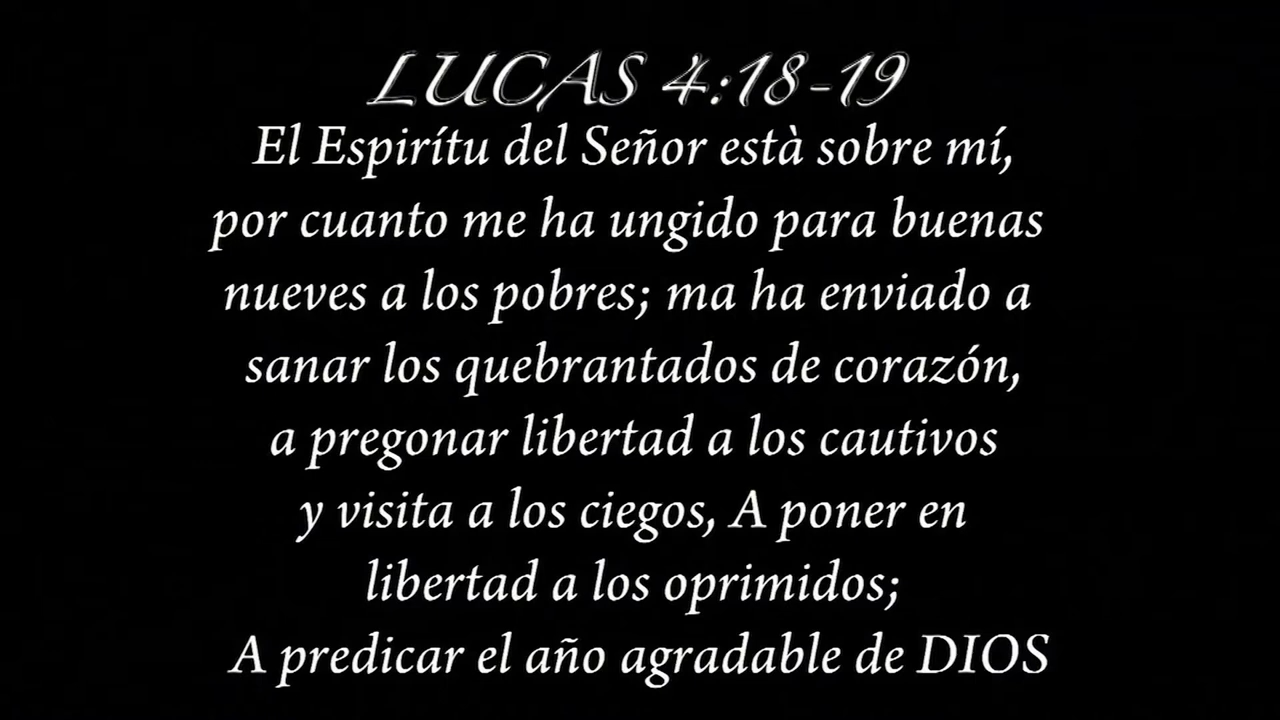 LUCAS 4:18-19
El Espirítu del Señor està sobre mí,
por cuanto me ha ungido para buenas
nueves a los pobres; ma ha enviado a
sanar los quebrantados de corazón,
a pregonar libertad a los cautivos
y visita a los ciegos, A poner en
libertad a los oprimidos;
A predicar el año agradable de DIOS